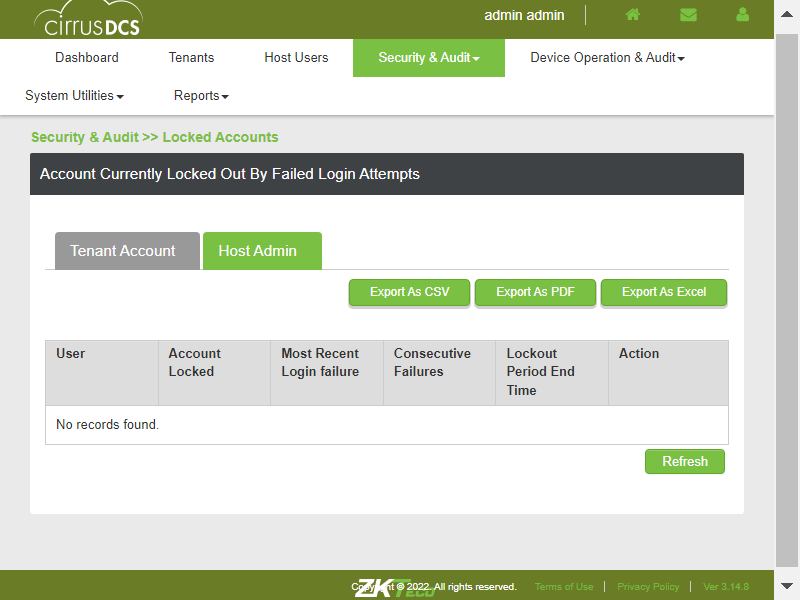 cirrusDCS
admin admin
Dashboard Tenants Host Users Security & Audit Device Operation & Audit
System Utilities Reports
Security & Audit >> Locked Accounts
Account Currently Locked Out By Failed Login Attempts
Tenant Account Host Admin
Export As CSV Export As PDF Export As Excel
User Account Locked Most Recent Login failure Consecutive Failures Lockout Period End Time Action
No records found.
Refresh
ZKTeco
Copyright © 2022. All rights reserved. Terms of Use Privacy Policy Ver 3.14.8